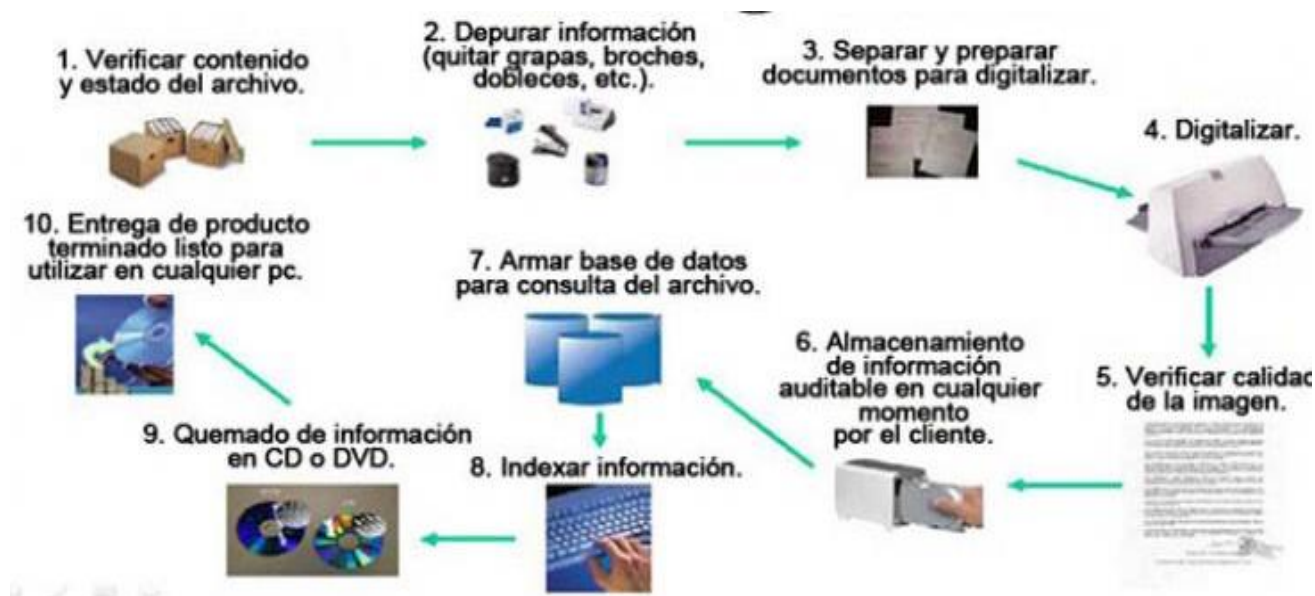 1. Verificar contenido
y estado del archivo.
2. Depurar información
(quitar grapas, broches,
dobleces, etc.).
3. Separar y preparar
documentos para digitalizar.
4. Digitalizar.
5. Verificar calidad
de la imagen.
6. Almacenamiento
de información
auditable en cualquier
momento
por el cliente.
7. Armar base de datos
para consulta del archivo.
8. Indexar información.
9. Quemado de información
en CD o DVD.
10. Entrega de producto
terminado listo para
utilizar en cualquier pc.